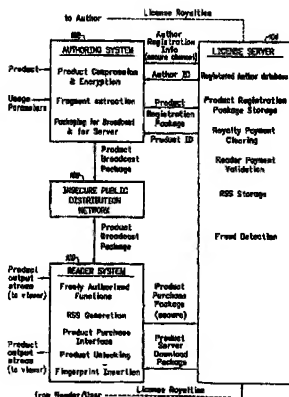 License Royalties
to Author
Author
Registration
Info
(secure channel)
AUTHORING SYSTEM
LICENSE SERVER
Product
Product Compression
& Encryption
Author ID
Registered Author database
Usage
Parameters
Fragment extraction
Product
Registration
Package
Product Registration
Package Storage
Packaging for Broadcast
& for Server
Product ID
Royalty Payment
Clearing
Product
Broadcast
Package
Reader Payment
Validation
INSECURE PUBLIC
DISTRIBUTION
NETWORK
RSS Storage
Fraud Detection
Product
Broadcast
Package
READER SYSTEM
Product output
stream
(to viewer)
Freely Authorized
Functions
RSS Generation
Product
Purchase
Package
(secure)
Product Purchase
Interface
Product output
stream
(to viewer)
Product Unlocking
Fingerprint Insertion
Product
Server
Download
Package
License Royalties
from Reader/User